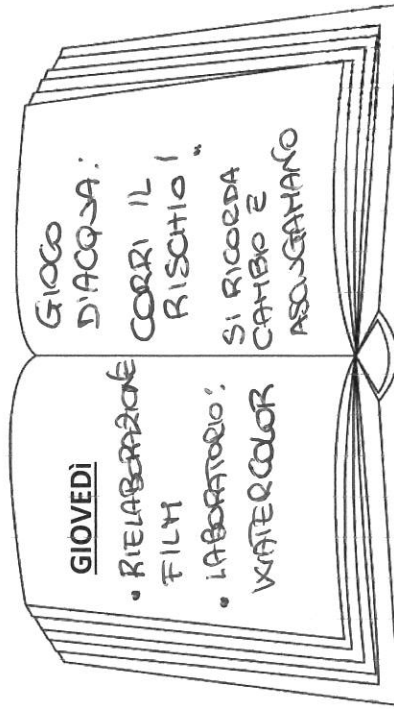 GIOVEDÌ
• RIELABORAZIONE
FILM
• LABORATORIO:
WATERCOLOR
GIOCO
D'ACQUA:
CORRI IL
RISCHIO!"
SI RICORDA
CAMBIO E
ASCIUGAMANO